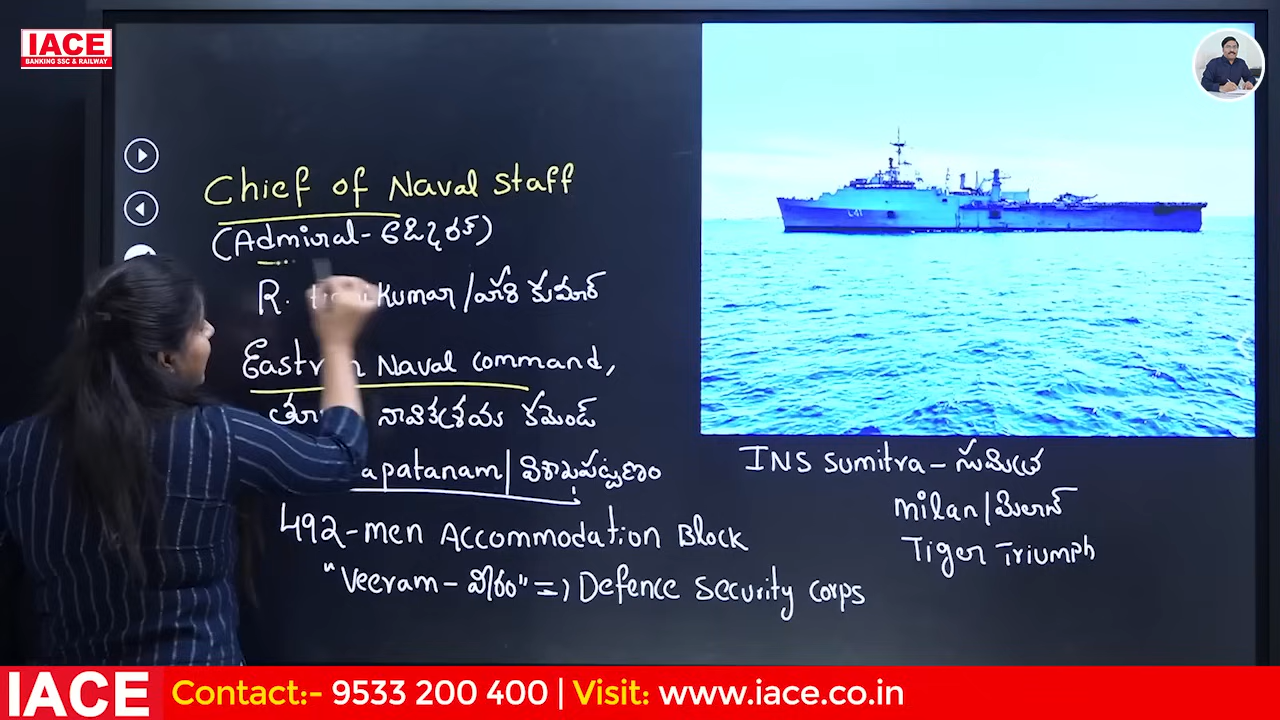 IACE
BANKING SSC & RAILWAY
Chief of Naval Staff
(Admiral - అడ్మిరల్)
R. Kumar / హరి కుమార్
Naval command,
నావికాదళ కమెండ్
apatanam / విశాఖపట్టణం
492-men Accommodation Block
"Veeram - వీరం" => Defence Security Corps
L41
INS Sumitra - సుమిత్ర
milan / మిలాన్
Tiger Triumph
IACE Contact:- 9533 200 400 | Visit: www.iace.co.in